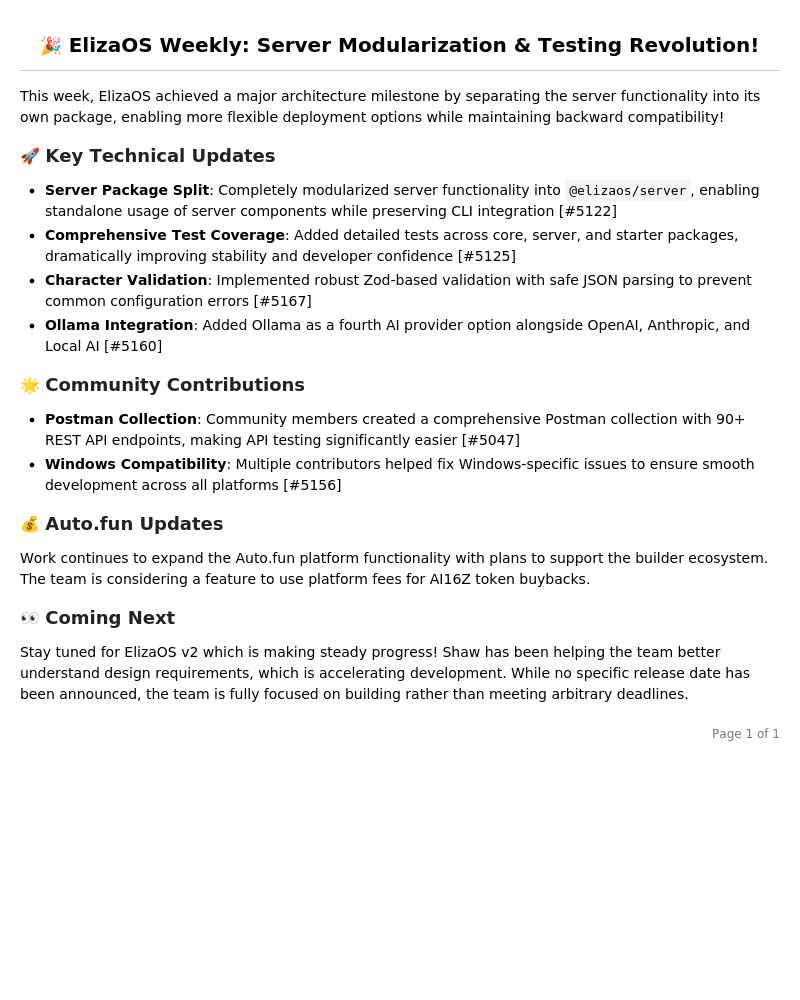 🎉 ElizaOS Weekly: Server Modularization & Testing Revolution!
This week, ElizaOS achieved a major architecture milestone by separating the server functionality into its
own package, enabling more flexible deployment options while maintaining backward compatibility!
🚀 Key Technical Updates
• Server Package Split: Completely modularized server functionality into @elizaos/server, enabling
standalone usage of server components while preserving CLI integration [#5122]
• Comprehensive Test Coverage: Added detailed tests across core, server, and starter packages,
dramatically improving stability and developer confidence [#5125]
• Character Validation: Implemented robust Zod-based validation with safe JSON parsing to prevent
common configuration errors [#5167]
• Ollama Integration: Added Ollama as a fourth AI provider option alongside OpenAI, Anthropic, and
Local AI [#5160]
🌟 Community Contributions
• Postman Collection: Community members created a comprehensive Postman collection with 90+
REST API endpoints, making API testing significantly easier [#5047]
• Windows Compatibility: Multiple contributors helped fix Windows-specific issues to ensure smooth
development across all platforms [#5156]
💰 Auto.fun Updates
Work continues to expand the Auto.fun platform functionality with plans to support the builder ecosystem.
The team is considering a feature to use platform fees for AI16Z token buybacks.
👀 Coming Next
Stay tuned for ElizaOS v2 which is making steady progress! Shaw has been helping the team better
understand design requirements, which is accelerating development. While no specific release date has
been announced, the team is fully focused on building rather than meeting arbitrary deadlines.
Page 1 of 1